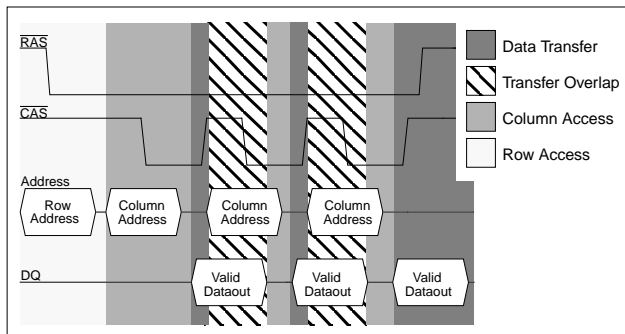 RAS
Data Transfer
Transfer Overlap
CAS
Column Access
Row Access
Address
Row
Address
Column
Address
Column
Address
Column
Address
DQ
Valid
Dataout
Valid
Dataout
Valid
Dataout